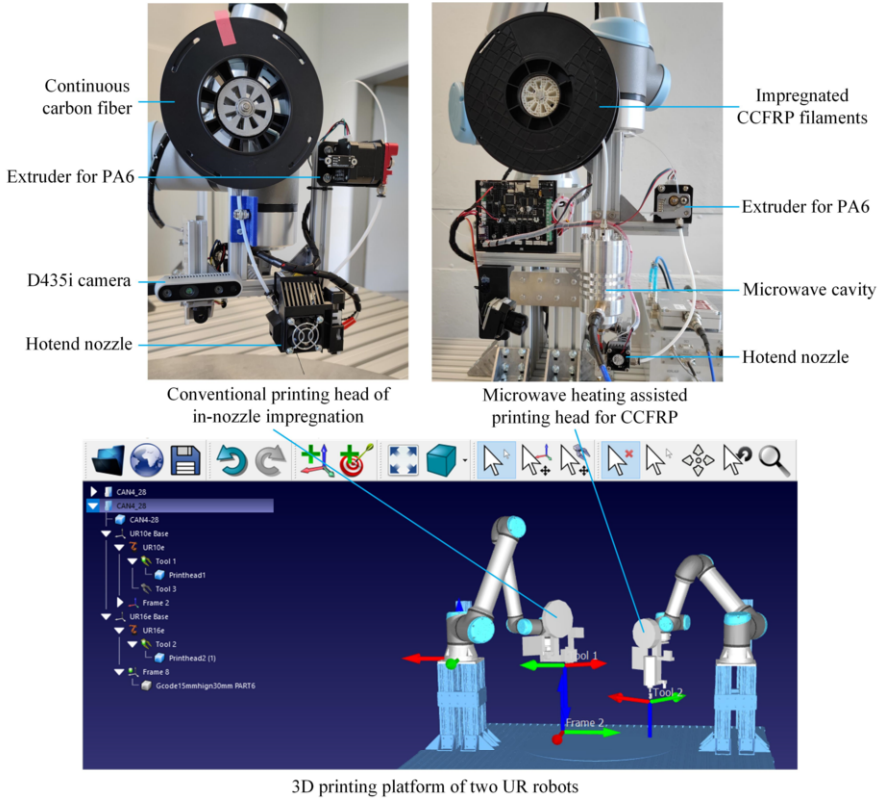 Continuous
carbon fiber
Extruder for PA6
D435i camera
Hotend nozzle
Impregnated
CCFRP filaments
Extruder for PA6
Microwave cavity
Hotend nozzle
Conventional printing head of
in-nozzle impregnation
Microwave heating assisted
printing head for CCFRP
CAN4_28
CAN4_28
CAN4-28
UR10e Base
UR10e
Tool 1
Printhead1
Tool 3
Frame 2
UR16e Base
UR16e
Tool 2
Printhead2 (1)
Frame 8
Gcode15mmhign30mm PART6
Tool 1
Tool 2
Frame 2
3D printing platform of two UR robots